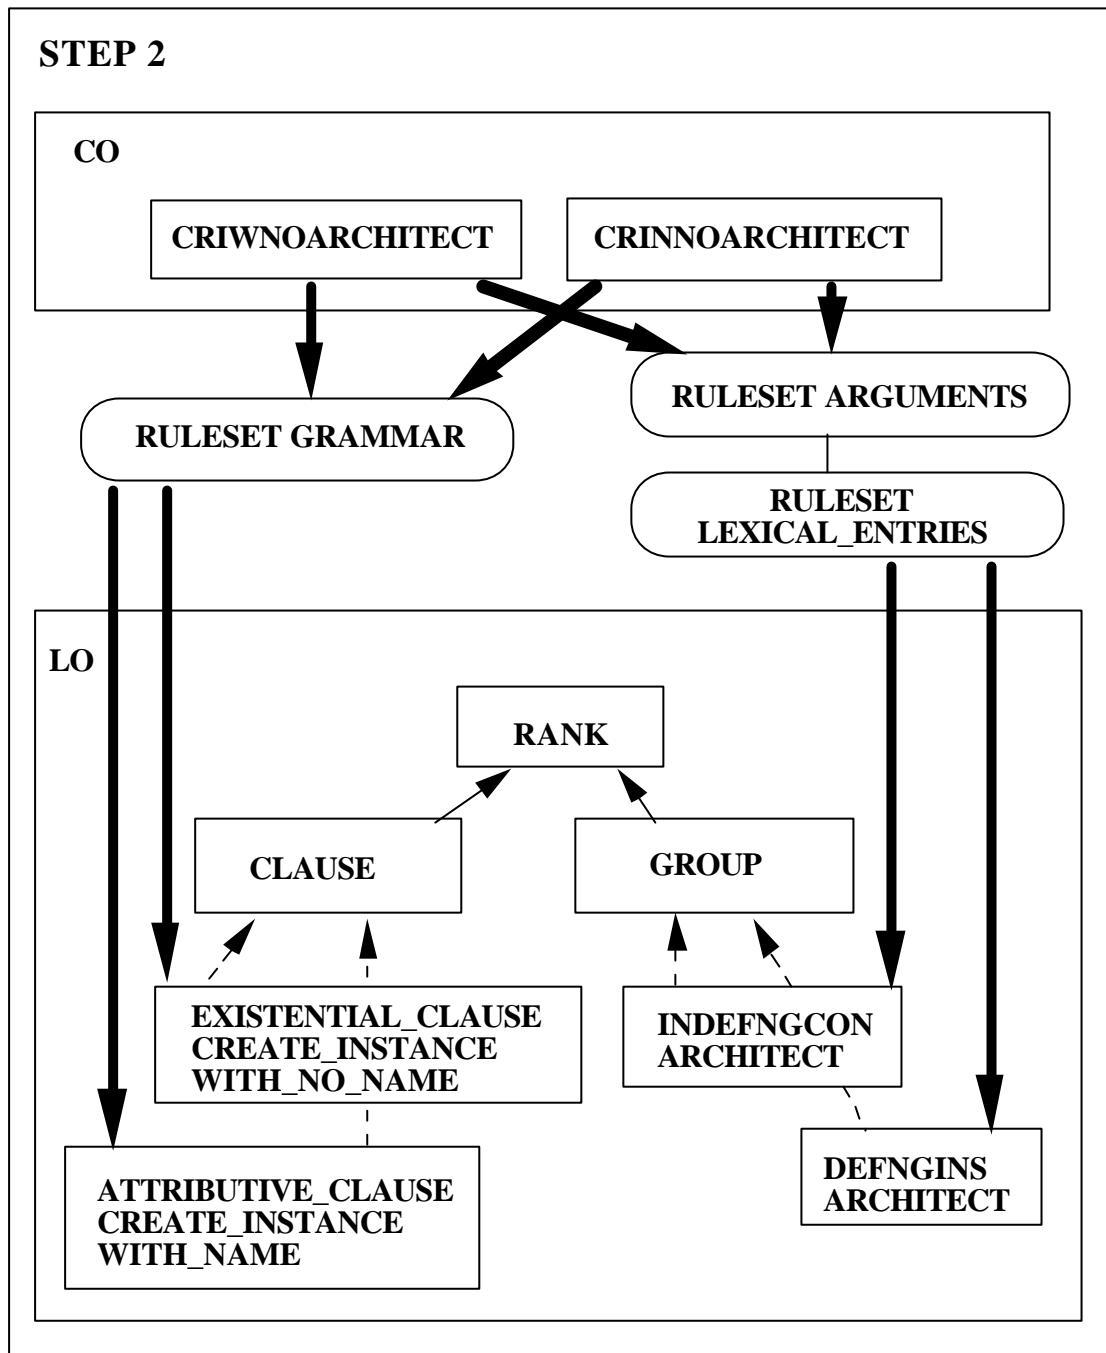 STEP 2
CO
CRIWNOARCHITECT
CRINNOARCHITECT
RULESET ARGUMENTS
RULESET GRAMMAR
RULESET
LEXICAL_ENTRIES
LO
RANK
CLAUSE
GROUP
EXISTENTIAL_CLAUSE
CREATE_INSTANCE
WITH_NO_NAME
INDEFNGCON
ARCHITECT
ATTRIBUTIVE_CLAUSE
CREATE_INSTANCE
WITH_NAME
DEFNGINS
ARCHITECT